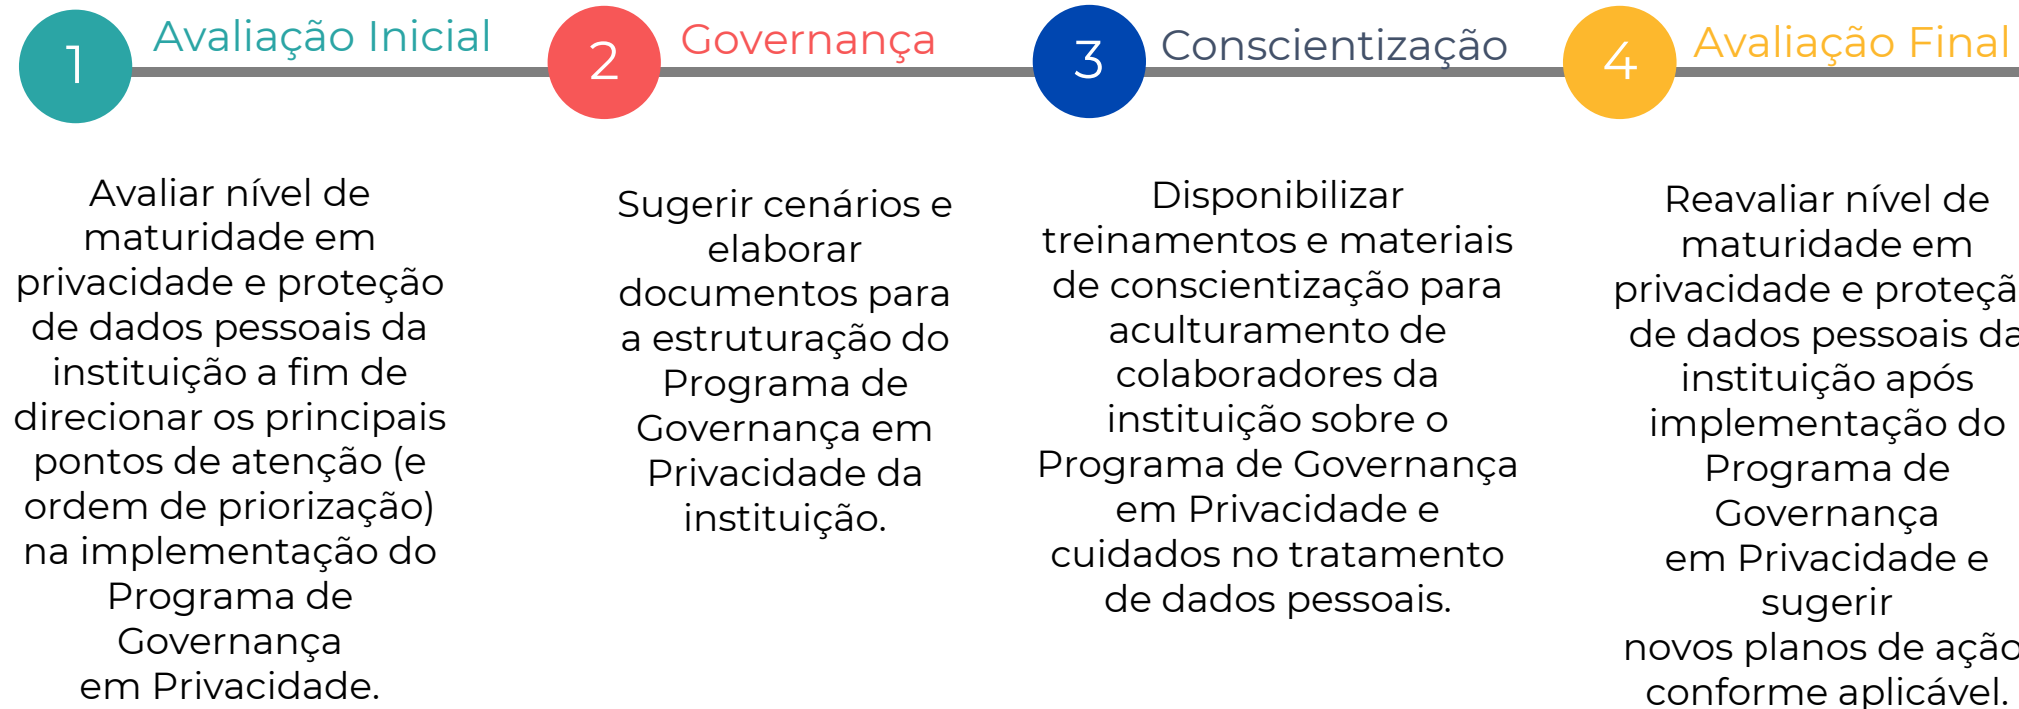 1
Avaliação Inicial
Avaliar nível de
maturidade em
privacidade e proteção
de dados pessoais da
instituição a fim de
direcionar os principais
pontos de atenção (e
ordem de priorização)
na implementação do
Programa de
Governança
em Privacidade.
2
Governança
Sugerir cenários e
elaborar
documentos para
a estruturação do
Programa de
Governança em
Privacidade da
instituição.
3
Conscientização
Disponibilizar
treinamentos e materiais
de conscientização para
aculturamento de
colaboradores da
instituição sobre o
Programa de Governança
em Privacidade e
cuidados no tratamento
de dados pessoais.
4
Avaliação Final
Reavaliar nível de
maturidade em
privacidade e proteçã
de dados pessoais da
instituição após
implementação do
Programa de
Governança
em Privacidade e
sugerir
novos planos de ação
conforme aplicável.